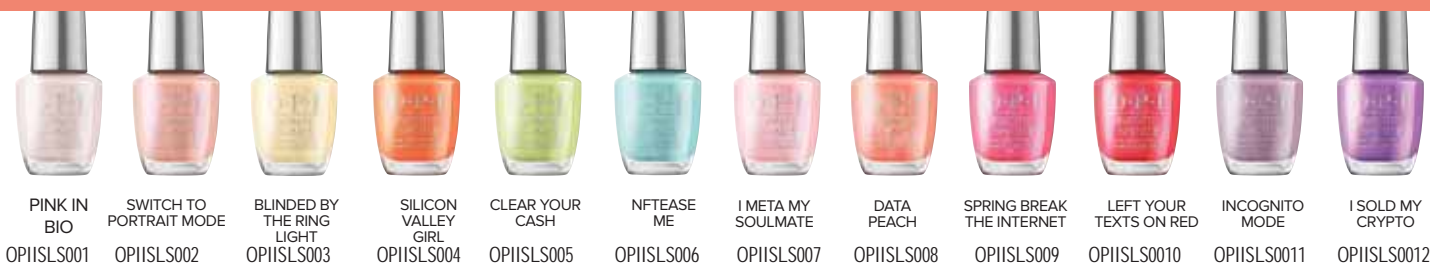 PINK IN
BIO
OPIISLS001
SWITCH TO
PORTRAIT MODE
OPIISLS002
BLINDED BY
THE RING
LIGHT
OPIISLS003
SILICON
VALLEY
GIRL
OPIISLS004
CLEAR YOUR
CASH
OPIISLS005
NFTEASE
ME
OPIISLS006
I META MY
SOULMATE
OPIISLS007
DATA
PEACH
OPIISLS008
SPRING BREAK
THE INTERNET
OPIISLS009
LEFT YOUR
TEXTS ON RED
OPIISLS0010
INCOGNITO
MODE
OPIISLS0011
I SOLD MY
CRYPTO
OPIISLS0012